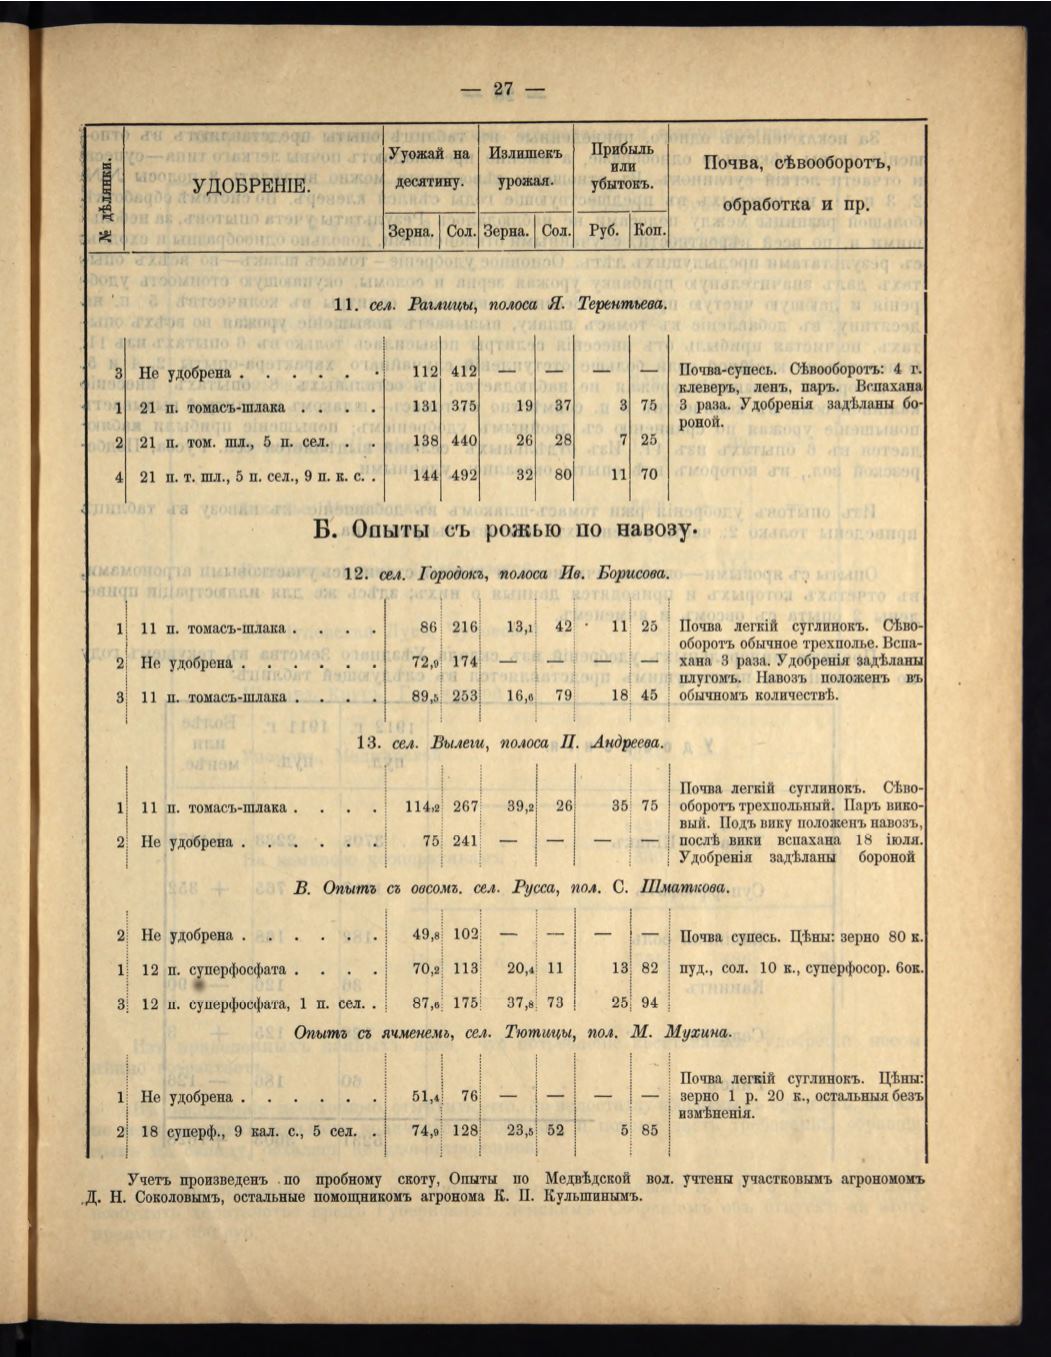 — 27 —
№ дѣлянки.
УДОБРЕНІЕ.
Ууожай на
десятину.
Излишекъ
урожая.
Прибыль
или
убытокъ.
Почва, сѣвооборотъ,
обработка и пр.
Зерна. Сол. Зерна. Сол. Руб. Коп.
11. сел. Раглицы, полоса Я. Терентьева.
3 Не удобрена . . . . . . 112 412 — — — — Почва-супесь. Сѣвооборотъ: 4 г.
клеверъ, ленъ, паръ. Вспахана
1 21 п. томасъ-шлака . . . . 131 375 19 37 3 75 3 раза. Удобренія задѣланы бо-
роной.
2 21 п. том. шл., 5 п. сел. . . 138 440 26 28 7 25
4 21 п. т. шл., 5 п. сел., 9 п. к. с. . 144 492 32 80 11 70
Б. Опыты съ рожью по навозу.
12. сел. Городокъ, полоса Ив. Борисова.
1 11 п. томасъ-шлака . . . . 86 216 13,1 42 11 25 Почва легкій суглинокъ. Сѣво-
оборотъ обычное трехполье. Вспа-
2 Не удобрена . . . . . . 72,9 174 — — — — хана 3 раза. Удобренія задѣланы
плугомъ. Навозъ положенъ въ
3 11 п. томасъ-шлака . . . . 89,5 253 16,6 79 18 45 обычномъ количествѣ.
13. сел. Вылеги, полоса П. Андреева.
Почва легкій суглинокъ. Сѣво-
1 11 п. томасъ-шлака . . . . 114,2 267 39,2 26 35 75 оборотъ трехпольный. Паръ вико-
вый. Подъ вику положенъ навозъ,
2 Не удобрена . . . . . . 75 241 — — — — послѣ вики вспахана 18 іюля.
Удобренія задѣланы бороной
В. Опытъ съ овсомъ. сел. Русса, пол. С. Шматкова.
2 Не удобрена . . . . . . 49,8 102 — — — — Почва супесь. Цѣны: зерно 80 к.
1 12 п. суперфосфата . . . . 70,2 113 20,4 11 13 82 пуд., сол. 10 к., суперфосор. 6ок.
3 12 п. суперфосфата, 1 п. сел. . 87,6 175 37,8 73 25 94
Опытъ съ ячменемъ, сел. Тютицы, пол. М. Мухина.
Почва легкій суглинокъ. Цѣны:
1 Не удобрена . . . . . . 51,4 76 — — — — зерно 1 р. 20 к., остальныя безъ
измѣненія.
2 18 суперф., 9 кал. с., 5 сел. . 74,9 128 23,5 52 5 85
Учетъ произведенъ по пробному скоту, Опыты по Медвѣдской вол. учтены участковымъ агрономомъ
Д. Н. Соколовымъ, остальные помощникомъ агронома К. П. Кульшинымъ.